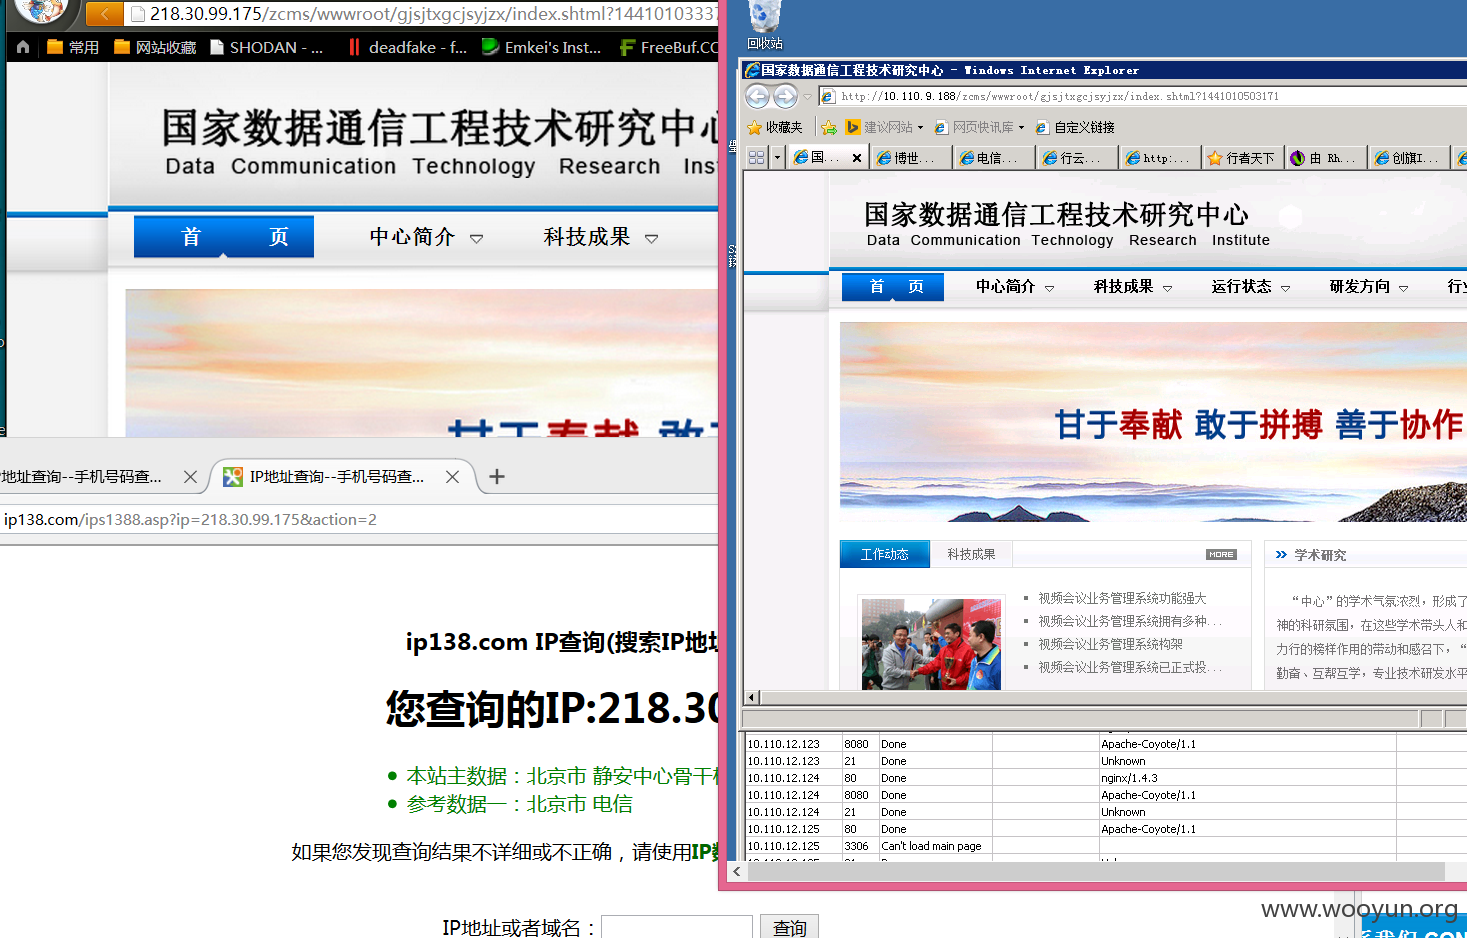 218.30.99.175/zcms/wwwroot/gjsjtxgcjsyjzx/index.shtml?1441010333
常用
网站收藏
SHODAN - ...
deadfake - f...
Emkei's Inst...
FreeBuf.CO
国家数据通信工程技术研究中心
Data Communication Technology Research Ins
首 页
中心简介
科技成果
甘于奉献 敢于
地址查询--手机号码查...
IP地址查询--手机号码查...
ip138.com/ips1388.asp?ip=218.30.99.175&action=2
ip138.com IP查询(搜索IP地址
您查询的IP:218.30
本站主数据：北京市 静安中心骨干
参考数据一：北京市 电信
如果您发现查询结果不详细或不正确，请使用IP数
IP地址或者域名：
查询
回收站
国家数据通信工程技术研究中心 - Windows Internet Explorer
http://10.110.9.188/zcms/wwwroot/gjsjtxgcjsyjzx/index.shtml?1441010503171
收藏夹
建议网站
网页快讯库
自定义链接
国...
博世...
电信...
行云...
http:...
行者天下
由 Rh...
创旗I...
国家数据通信工程技术研究中心
Data Communication Technology Research Institute
首 页
中心简介
科技成果
运行状态
研发方向
行业
甘于奉献 敢于拼搏 善于协作
工作动态
科技成果
MORE
学术研究
视频会议业务管理系统功能强大
视频会议业务管理系统拥有多种...
视频会议业务管理系统构架
视频会议业务管理系统已正式投...
“中心”的学术气氛浓烈，形成了
神的科研氛围，在这些学术带头人和
力行的榜样作用的带动和感召下，“
勤奋、互帮互学，专业技术研发水平
10.110.12.123 8080 Done Apache-Coyote/1.1
10.110.12.123 21 Done Unknown
10.110.12.124 80 Done nginx/1.4.3
10.110.12.124 8080 Done Apache-Coyote/1.1
10.110.12.124 21 Done Unknown
10.110.12.125 80 Done Apache-Coyote/1.1
10.110.12.125 3306 Can't load main page
www.wooyun.org